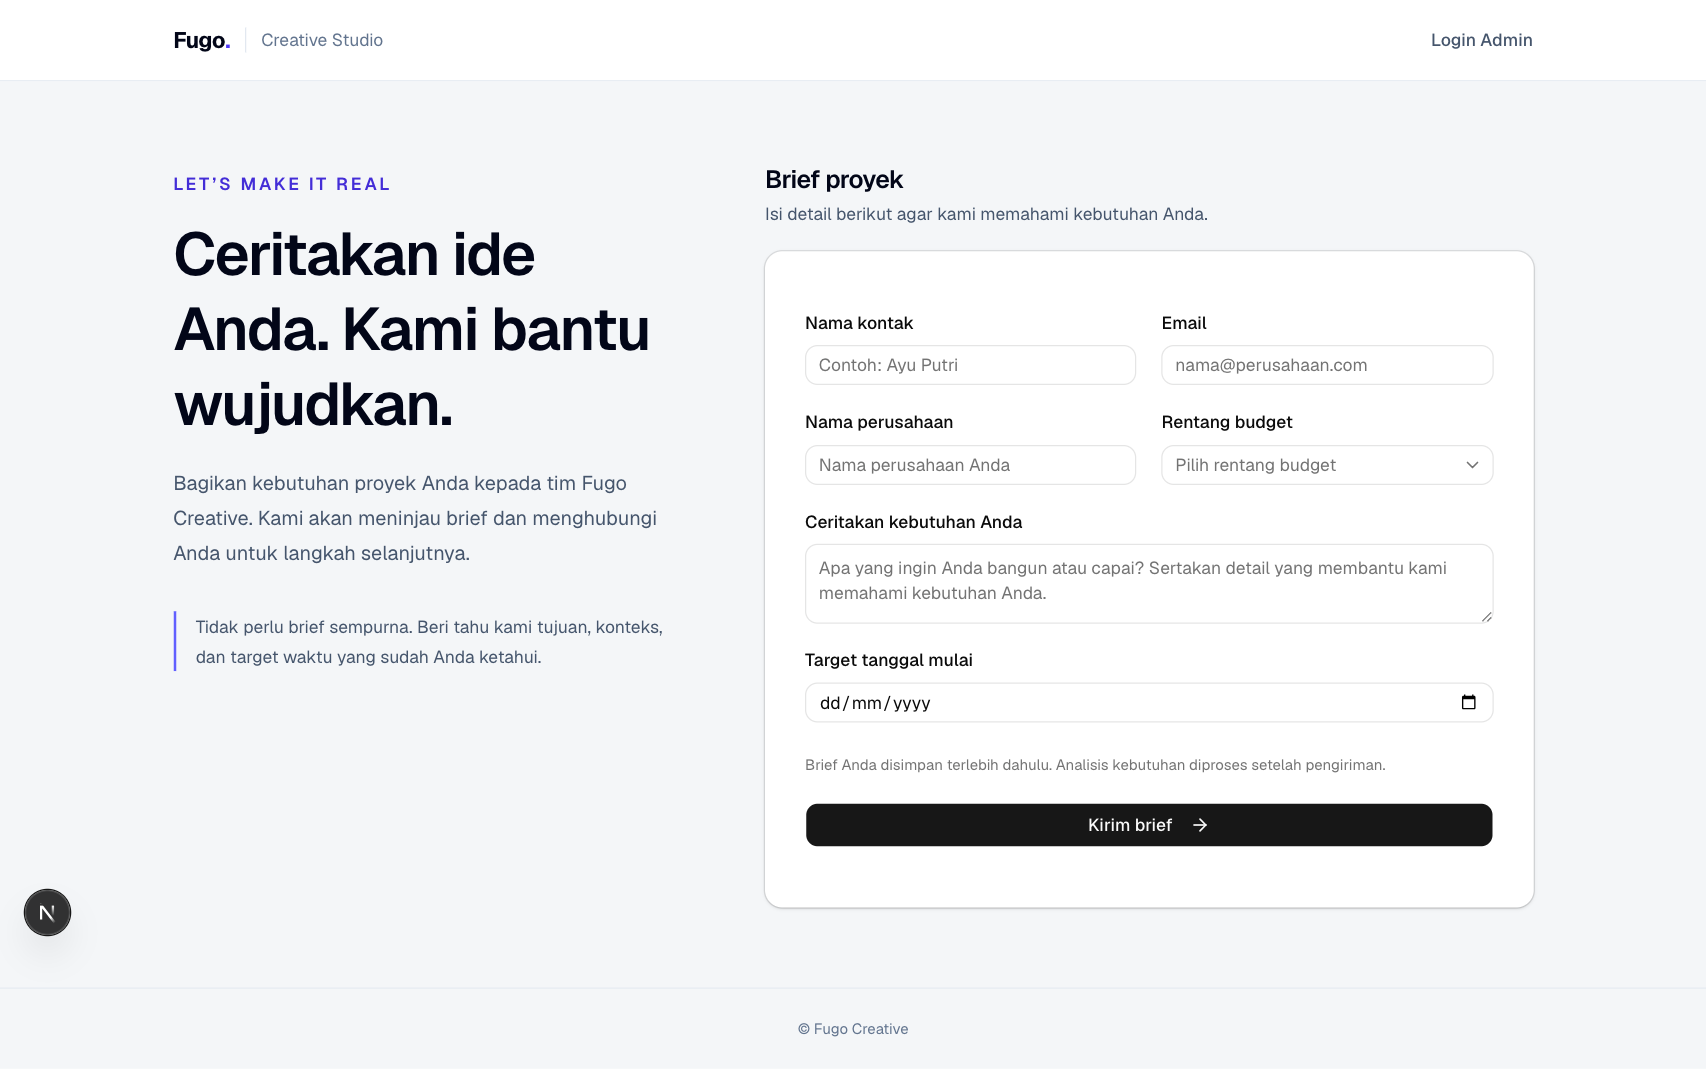 Fugo.
Creative Studio
Login Admin
LET’S MAKE IT REAL
Ceritakan ide
Anda. Kami bantu
wujudkan.
Bagikan kebutuhan proyek Anda kepada tim Fugo
Creative. Kami akan meninjau brief dan menghubungi
Anda untuk langkah selanjutnya.
Tidak perlu brief sempurna. Beri tahu kami tujuan, konteks,
dan target waktu yang sudah Anda ketahui.
Brief proyek
Isi detail berikut agar kami memahami kebutuhan Anda.
Nama kontak
Contoh: Ayu Putri
Email
nama@perusahaan.com
Nama perusahaan
Nama perusahaan Anda
Rentang budget
Pilih rentang budget
Ceritakan kebutuhan Anda
Apa yang ingin Anda bangun atau capai? Sertakan detail yang membantu kami
memahami kebutuhan Anda.
Target tanggal mulai
dd/mm/yyyy
Brief Anda disimpan terlebih dahulu. Analisis kebutuhan diproses setelah pengiriman.
Kirim brief
N
© Fugo Creative